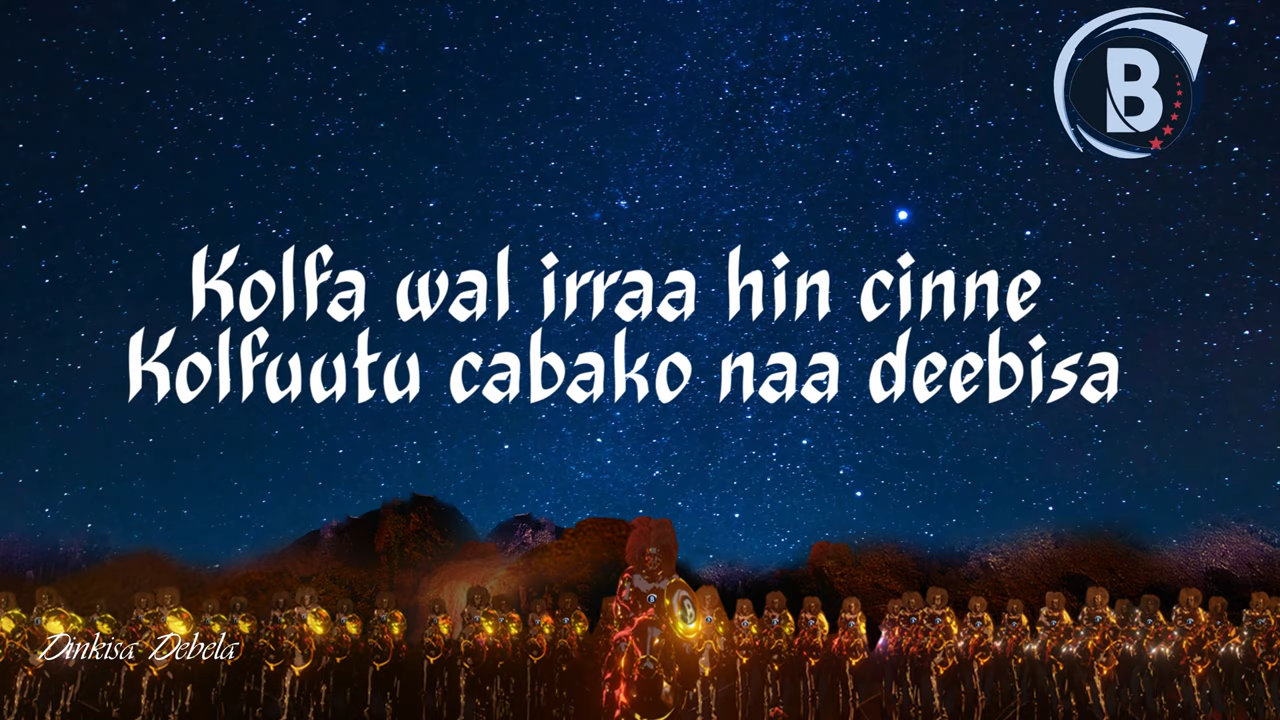 B
Kolfa wal irraa hin cinne
Kolfuutu cabako naa deebisa
Dinkisa Debela